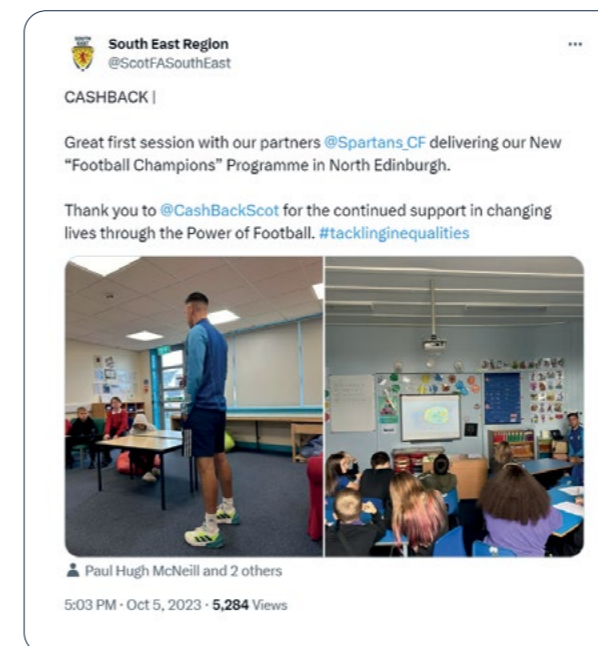 South East Region
@ScotFASouthEast
CASHBACK |
Great first session with our partners @Spartans_CF delivering our New
"Football Champions" Programme in North Edinburgh.
Thank you to @CashBackScot for the continued support in changing
lives through the Power of Football. #tacklinginequalities
Paul Hugh McNeill and 2 others
5:03 PM · Oct 5, 2023 · 5,284 Views